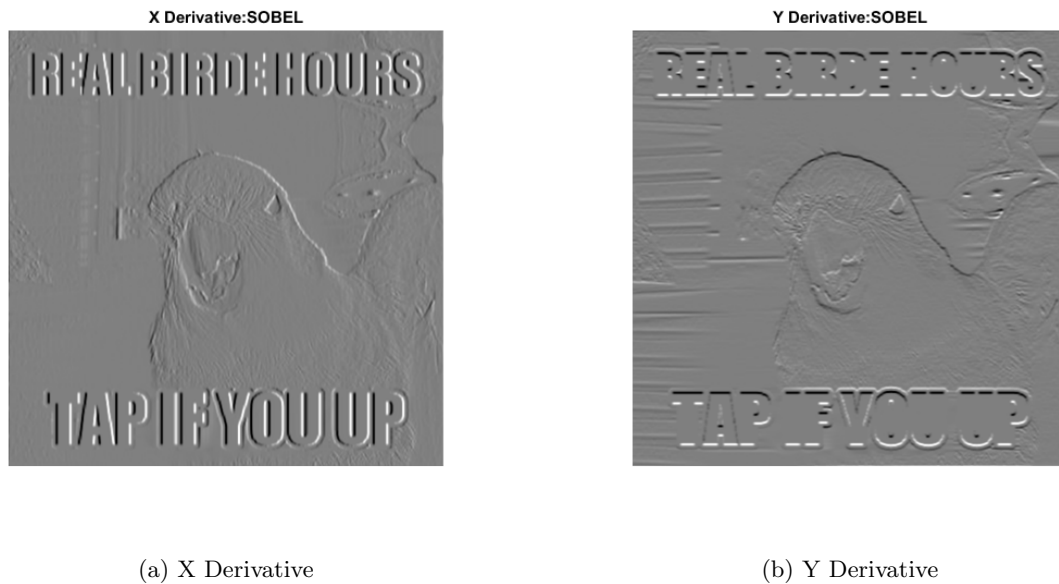 X Derivative:SOBEL
REAL BIRDE HOURS
TAP IF YOU UP
(a) X Derivative
Y Derivative:SOBEL
REAL BIRDE HOURS
TAP IF YOU UP
(b) Y Derivative